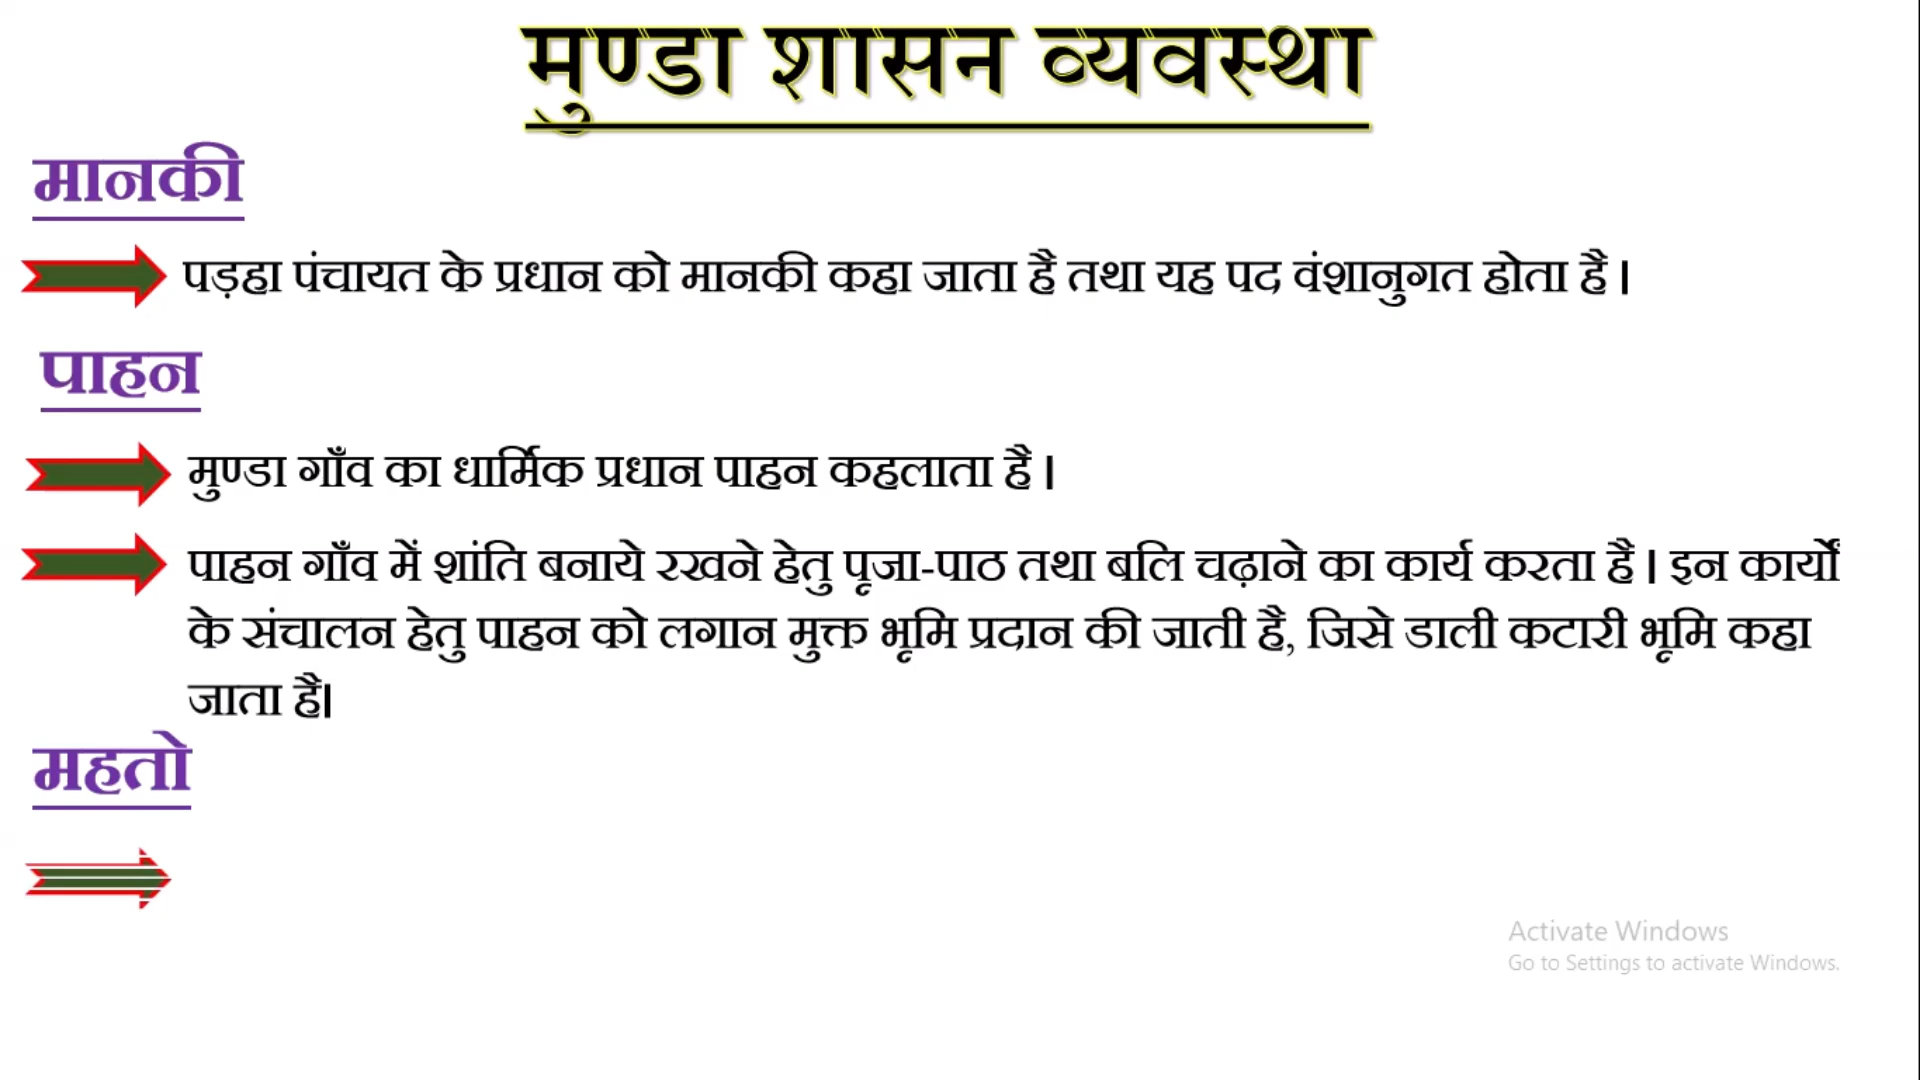 मुण्डा शासन व्यवस्था
मानकी
पड़हा पंचायत के प्रधान को मानकी कहा जाता है तथा यह पद वंशानुगत होता है ।
पाहन
मुण्डा गाँव का धार्मिक प्रधान पाहन कहलाता है ।
पाहन गाँव में शांति बनाये रखने हेतु पूजा-पाठ तथा बलि चढ़ाने का कार्य करता है । इन कार्यों
के संचालन हेतु पाहन को लगान मुक्त भूमि प्रदान की जाती है, जिसे डाली कटारी भूमि कहा
जाता है।
महतो
Activate Windows
Go to Settings to activate Windows.